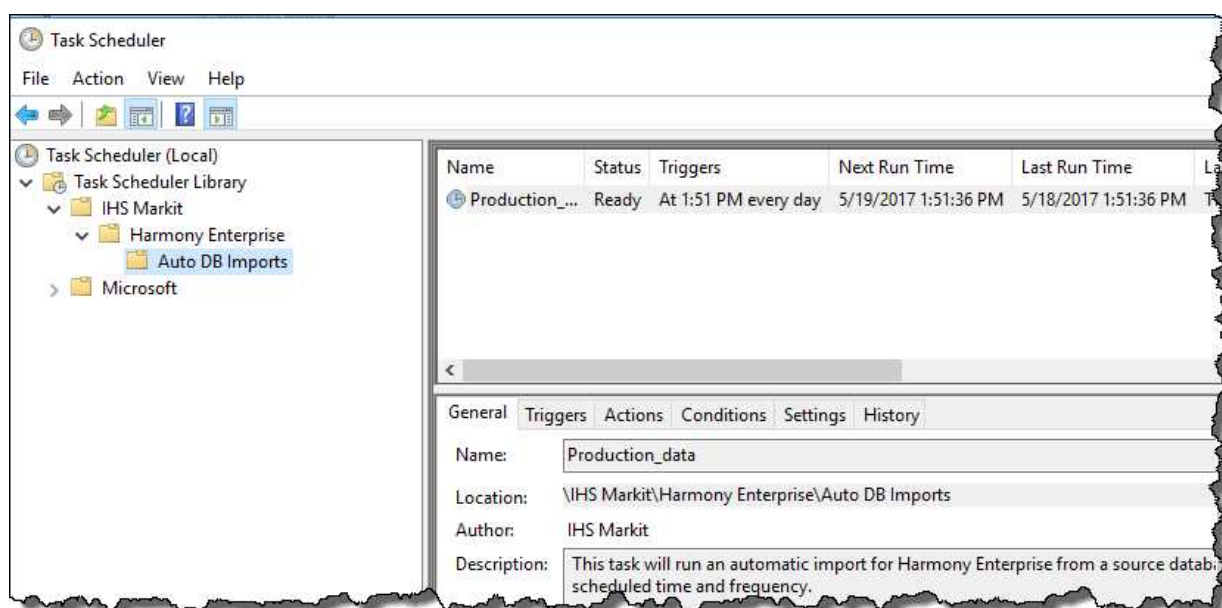 Task Scheduler
File Action View Help
Task Scheduler (Local)
Task Scheduler Library
IHS Markit
Harmony Enterprise
Auto DB Imports
Microsoft
Name Status Triggers Next Run Time Last Run Time
Production_... Ready At 1:51 PM every day 5/19/2017 1:51:36 PM 5/18/2017 1:51:36 PM
General Triggers Actions Conditions Settings History
Name: Production_data
Location: \IHS Markit\Harmony Enterprise\Auto DB Imports
Author: IHS Markit
Description: This task will run an automatic import for Harmony Enterprise from a source
scheduled time and frequency.